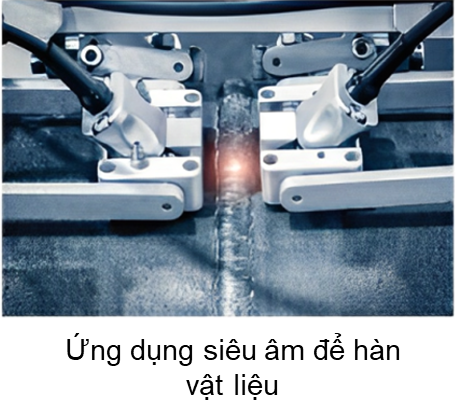 Ứng dụng siêu âm để hàn
vật liệu